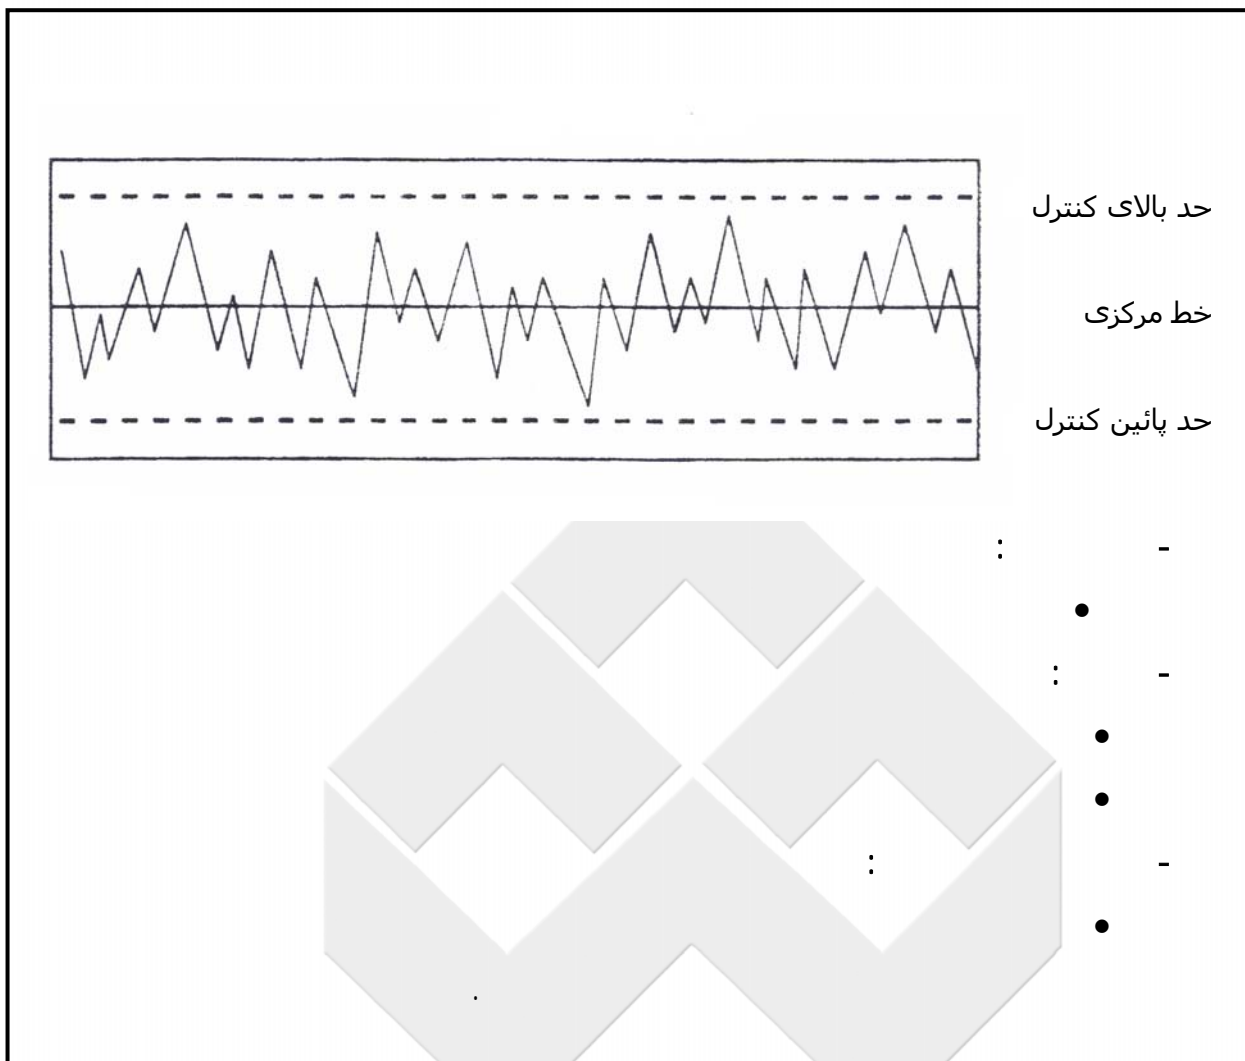 حد بالای کنترل
خط مرکزی
حد پائین کنترل
- :
•
- :
•
•
- :
•
.